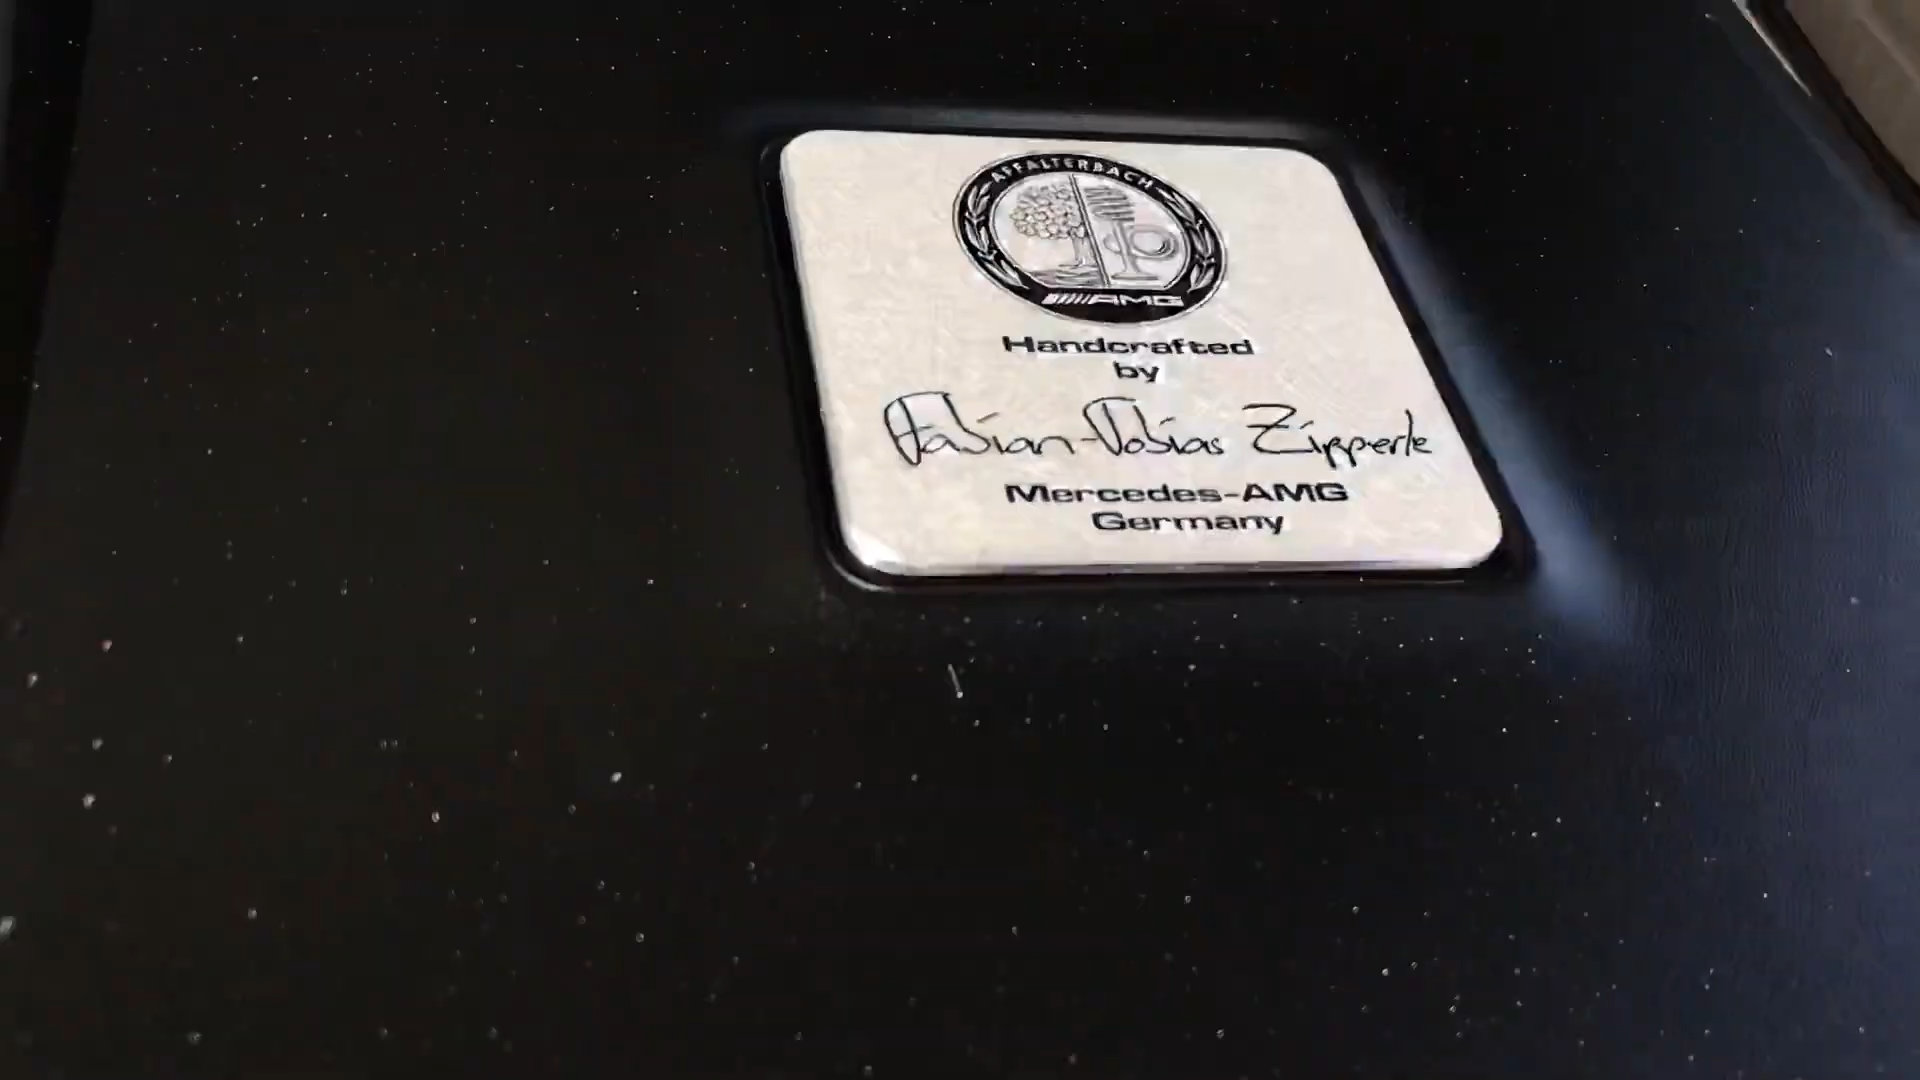 AFFALTERBACH
AMG
Handcrafted
by
Fabian-Tobias Zipperle
Mercedes-AMG
Germany